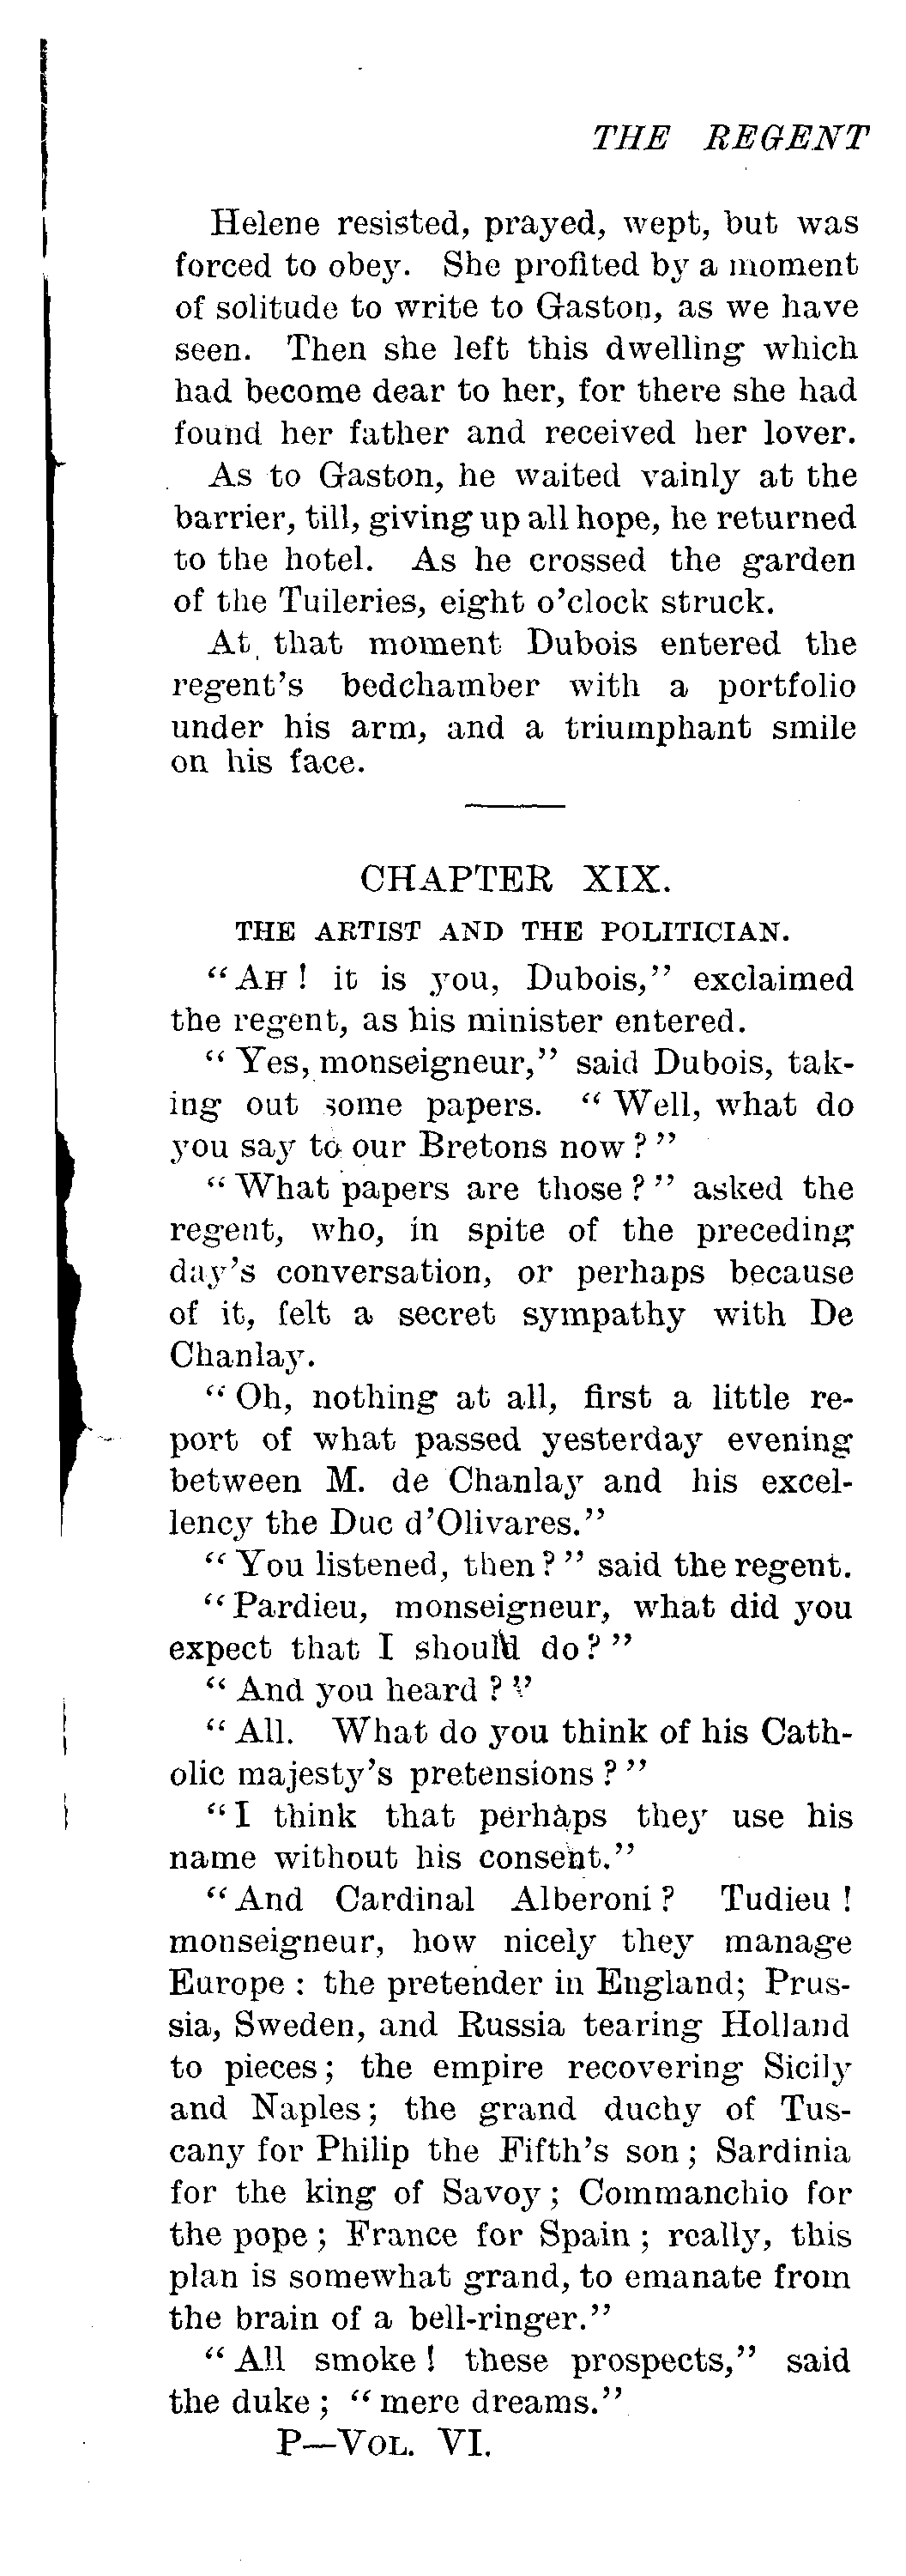 THE REGENT
Helene resisted, prayed, wept, but was
forced to obey. She profited by a moment
of solitude to write to Gaston, as we have
seen. Then she left this dwelling which
had become dear to her, for there she had
found her father and received her lover.
As to Gaston, he waited vainly at the
barrier, till, giving up all hope, he returned
to the hotel. As he crossed the garden
of the Tuileries, eight o’clock struck.
At that moment Dubois entered the
regent’s bedchamber with a portfolio
under his arm, and a triumphant smile
on his face.
CHAPTER XIX.
THE ARTIST AND THE POLITICIAN.
“AH! it is you, Dubois,” exclaimed
the regent, as his minister entered.
“Yes, monseigneur,” said Dubois, tak-
ing out some papers. “Well, what do
you say to our Bretons now?”
“What papers are those?” asked the
regent, who, in spite of the preceding
day’s conversation, or perhaps because
of it, felt a secret sympathy with De
Chanlay.
“Oh, nothing at all, first a little re-
port of what passed yesterday evening
between M. de Chanlay and his excel-
lency the Duc d’Olivares.”
“You listened, then?” said the regent.
“Pardieu, monseigneur, what did you
expect that I should do?”
“And you heard?”
“All. What do you think of his Cath-
olic majesty’s pretensions?”
“I think that perhaps they use his
name without his consent.”
“And Cardinal Alberoni? Tudieu!
monseigneur, how nicely they manage
Europe: the pretender in England; Prus-
sia, Sweden, and Russia tearing Holland
to pieces; the empire recovering Sicily
and Naples; the grand duchy of Tus-
cany for Philip the Fifth’s son; Sardinia
for the king of Savoy; Commanchio for
the pope; France for Spain; really, this
plan is somewhat grand, to emanate from
the brain of a bell-ringer.”
“All smoke! these prospects,” said
the duke; “mere dreams.”
P—VOL. VI.